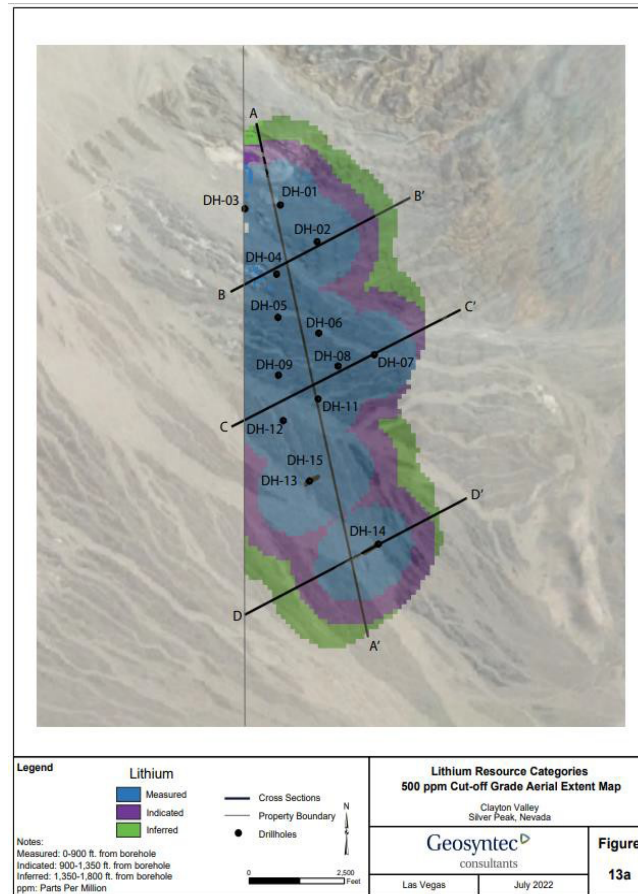 A
DH-01
B'
DH-03
DH-02
DH-04
B
DH-05
C'
DH-06
DH-08
DH-07
DH-09
DH-11
C
DH-12
DH-15
DH-13
D'
DH-14
D
A'
Legend
Lithium
Measured
Indicated
Inferred
Cross Sections
Property Boundary
Drillholes
N
Notes:
Measured: 0-900 ft. from borehole
Indicated: 900-1,350 ft. from borehole
Inferred: 1,350-1,800 ft. from borehole
ppm: Parts Per Million
0
2,500
Feet
Lithium Resource Categories
500 ppm Cut-off Grade Aerial Extent Map
Clayton Valley
Silver Peak, Nevada
Geosyntec
consultants
Figure
13a
Las Vegas
July 2022